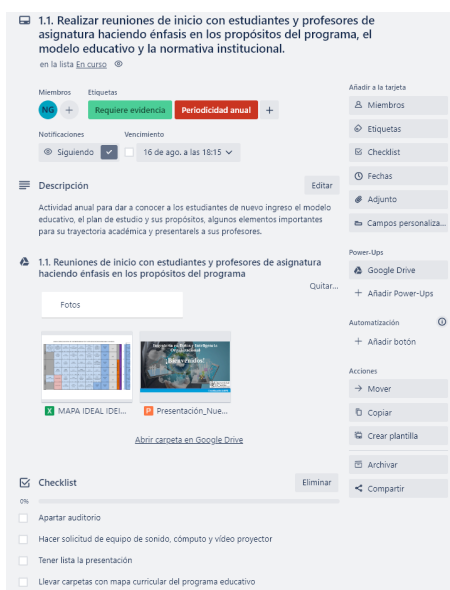 1.1. Realizar reuniones de inicio con estudiantes y profesores de
asignatura haciendo énfasis en los propósitos del programa, el
modelo educativo y la normativa institucional.
en la lista En curso
Miembros
Etiquetas
NG
+
Requiere evidencia
Periodicidad anual
+
Notificaciones
Vencimiento
Siguiendo
16 de ago. a las 18:15
Descripción
Editar
Actividad anual para dar a conocer a los estudiantes de nuevo ingreso el modelo
educativo, el plan de estudio y sus propósitos, algunos elementos importantes
para su trayectoria académica y presentarels a sus profesores.
1.1. Reuniones de inicio con estudiantes y profesores de asignatura
haciendo énfasis en los propósitos del programa
Quitar...
Fotos
¡Bienvenidos!
MAPA IDEAL IDEI...
Presentación_Nue...
Abrir carpeta en Google Drive
Checklist
Eliminar
0%
Apartar auditorio
Hacer solicitud de equipo de sonido, cómputo y vídeo proyector
Tener lista la presentación
Llevar carpetas con mapa curricular del programa educativo
Añadir a la tarjeta
Miembros
Etiquetas
Checklist
Fechas
Adjunto
Campos personaliza...
Power-Ups
Google Drive
+ Añadir Power-Ups
Automatización
+ Añadir botón
Acciones
Mover
Copiar
Crear plantilla
Archivar
Compartir